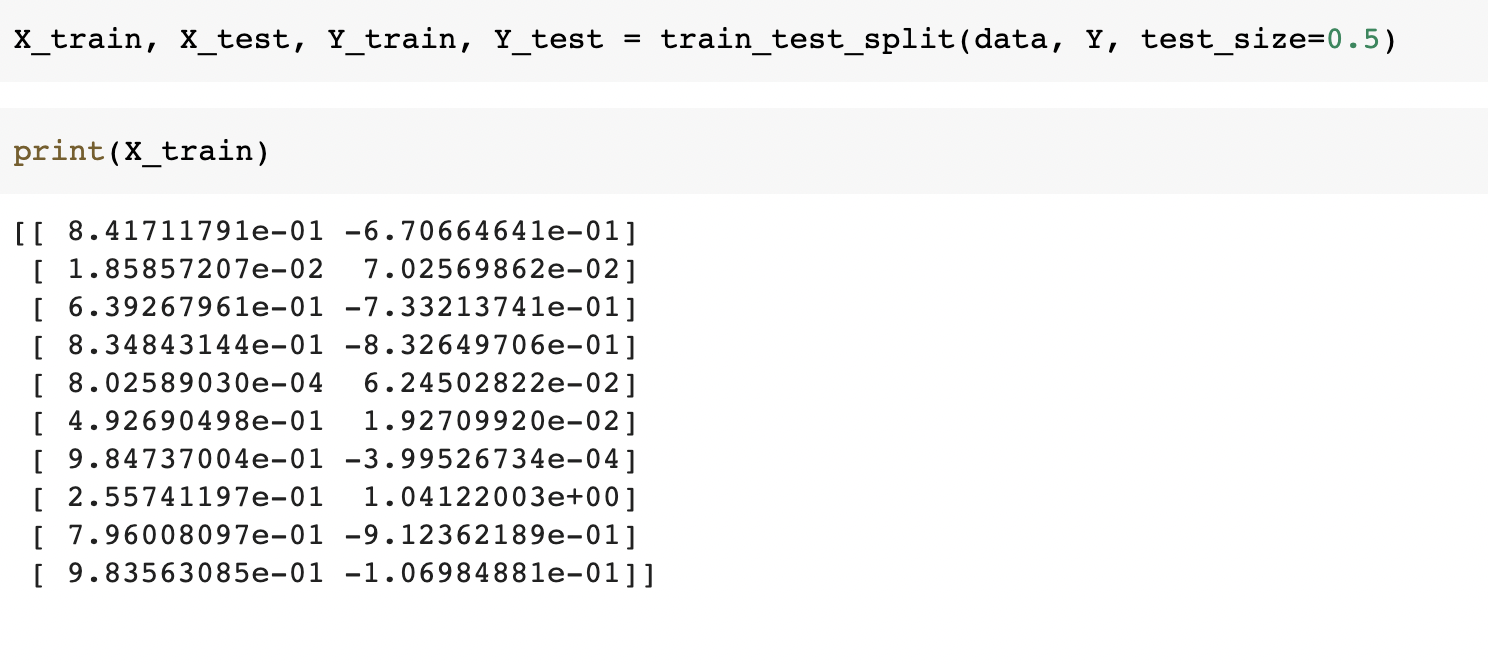 X_train, X_test, Y_train, Y_test = train_test_split(data, Y, test_size=0.5)
print(X_train)
[[ 8.41711791e-01 -6.70664641e-01]
 [ 1.85857207e-02  7.02569862e-02]
 [ 6.39267961e-01 -7.33213741e-01]
 [ 8.34843144e-01 -8.32649706e-01]
 [ 8.02589030e-04  6.24502822e-02]
 [ 4.92690498e-01  1.92709920e-02]
 [ 9.84737004e-01 -3.99526734e-04]
 [ 2.55741197e-01  1.04122003e+00]
 [ 7.96008097e-01 -9.12362189e-01]
 [ 9.83563085e-01 -1.06984881e-01]]